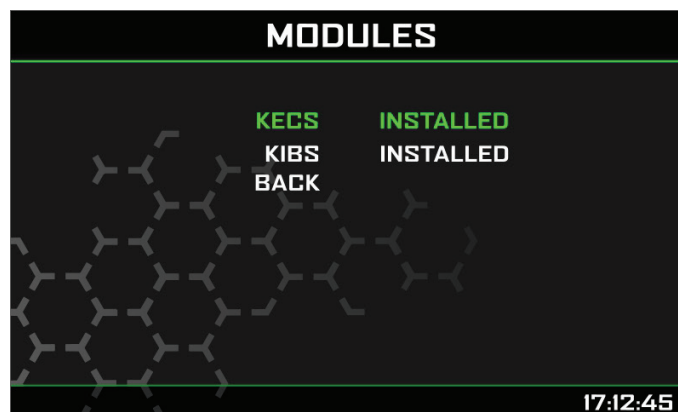 MODULES
KECS INSTALLED
KIBS INSTALLED
BACK
17:12:45